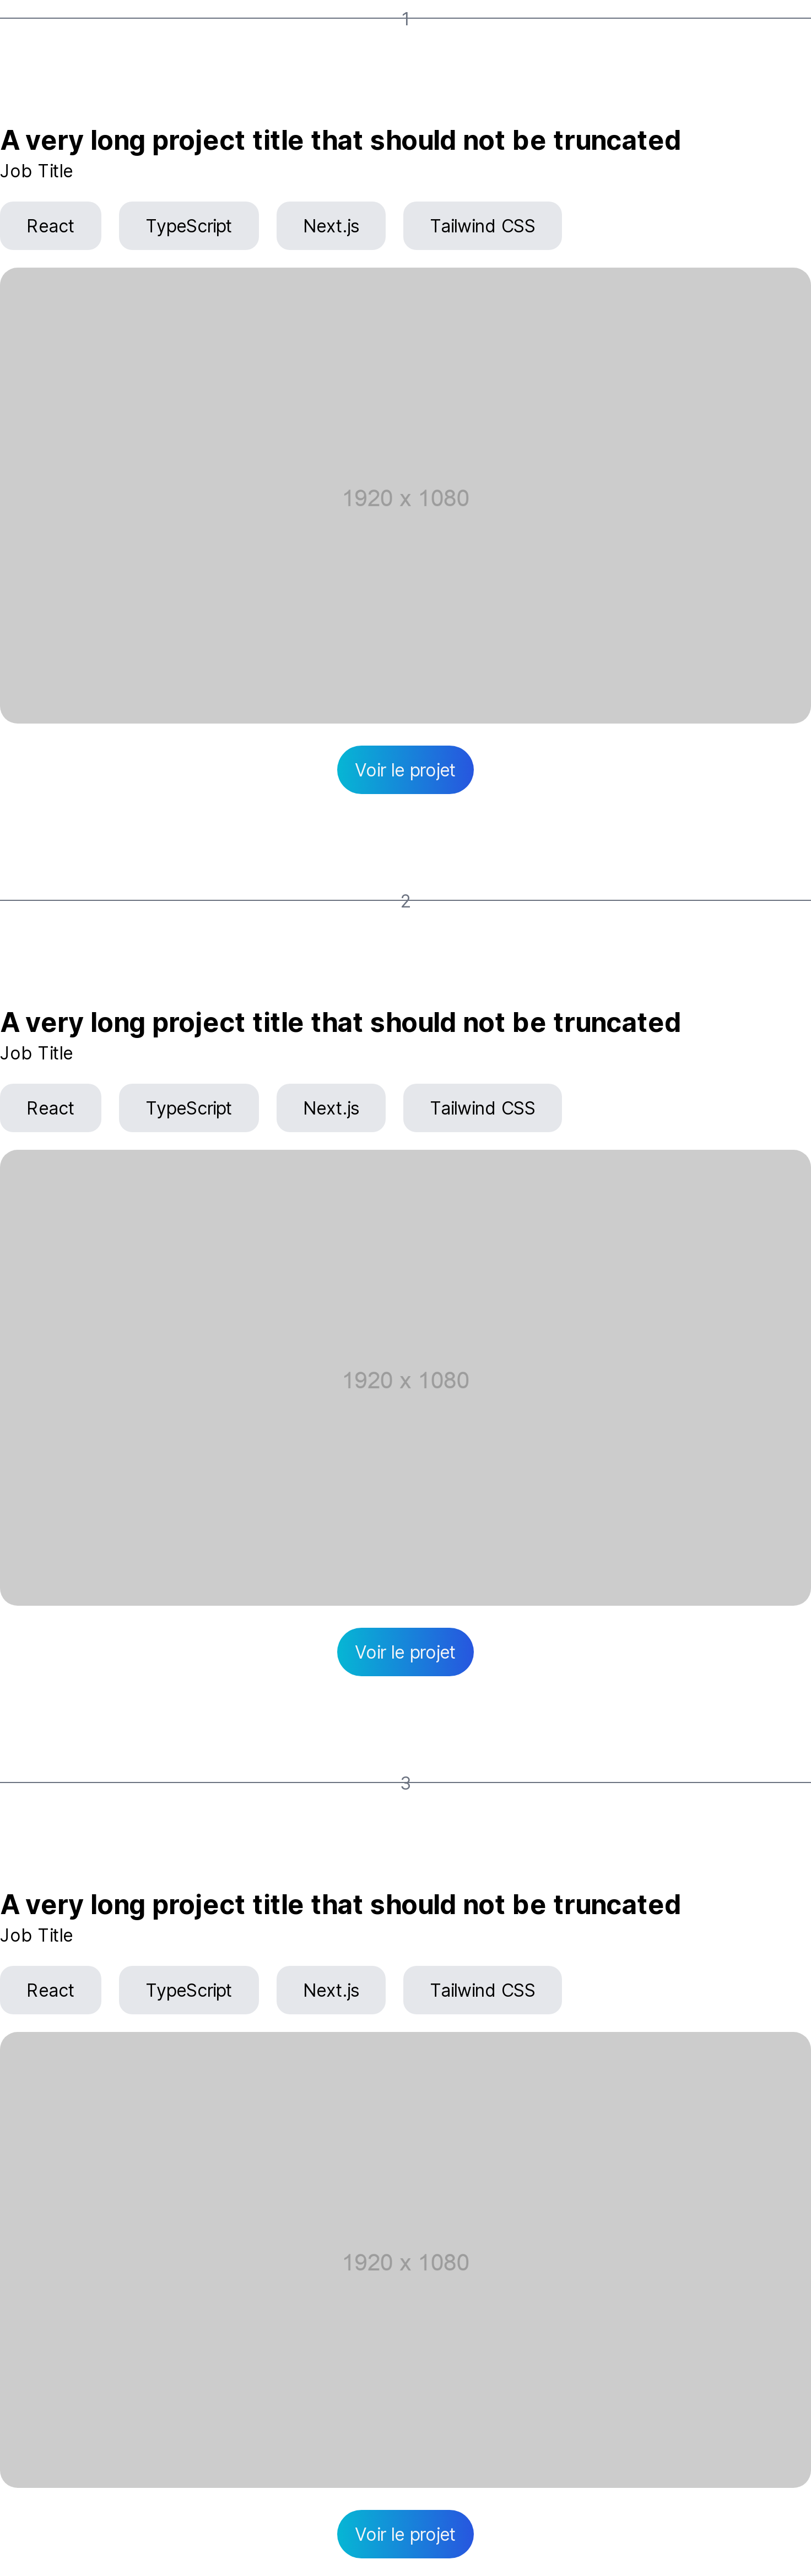 1
A very long project title that should not be truncated
Job Title
React TypeScript Next.js Tailwind CSS
1920 x 1080
Voir le projet
2
A very long project title that should not be truncated
Job Title
React TypeScript Next.js Tailwind CSS
1920 x 1080
Voir le projet
3
A very long project title that should not be truncated
Job Title
React TypeScript Next.js Tailwind CSS
1920 x 1080
Voir le projet